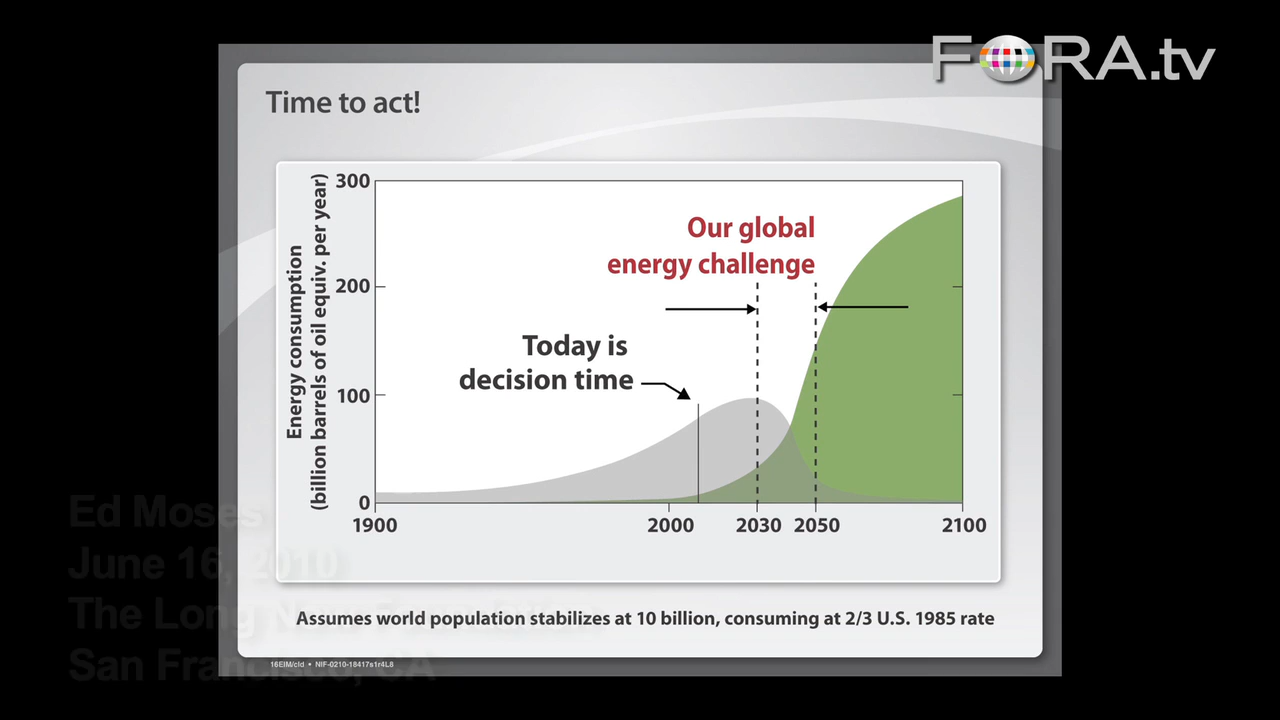 FORA.tv
Time to act!
Energy consumption
(billion barrels of oil equiv. per year)
300
200
100
0
Our global
energy challenge
Today is
decision time
1900
2000
2030
2050
2100
Assumes world population stabilizes at 10 billion, consuming at 2/3 U.S. 1985 rate
16EIM/cld • NIF-0210-18417s1r4L8
Ed Moses
June 16, 2010
The Long Now
San Francisco, CA